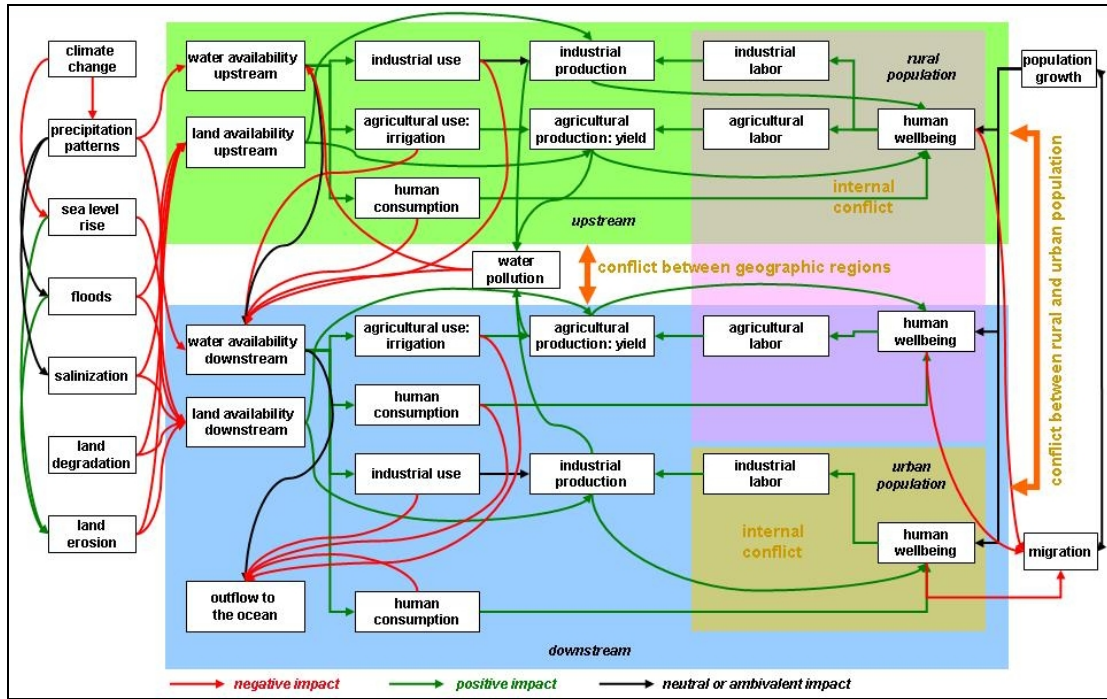 climate
change
precipitation
patterns
sea level
rise
floods
salinization
land
degradation
land
erosion
water availability
upstream
land availability
upstream
industrial use
agricultural use:
irrigation
human
consumption
industrial
production
agricultural
production: yield
industrial
labor
agricultural
labor
rural
population
human
wellbeing
internal
conflict
upstream
population
growth
water
pollution
conflict between geographic regions
conflict between rural and urban population
water availability
downstream
land availability
downstream
outflow to
the ocean
agricultural use:
irrigation
human
consumption
industrial use
human
consumption
agricultural
production: yield
industrial
production
agricultural
labor
industrial
labor
human
wellbeing
urban
population
internal
conflict
human
wellbeing
migration
downstream
negative impact
positive impact
neutral or ambivalent impact